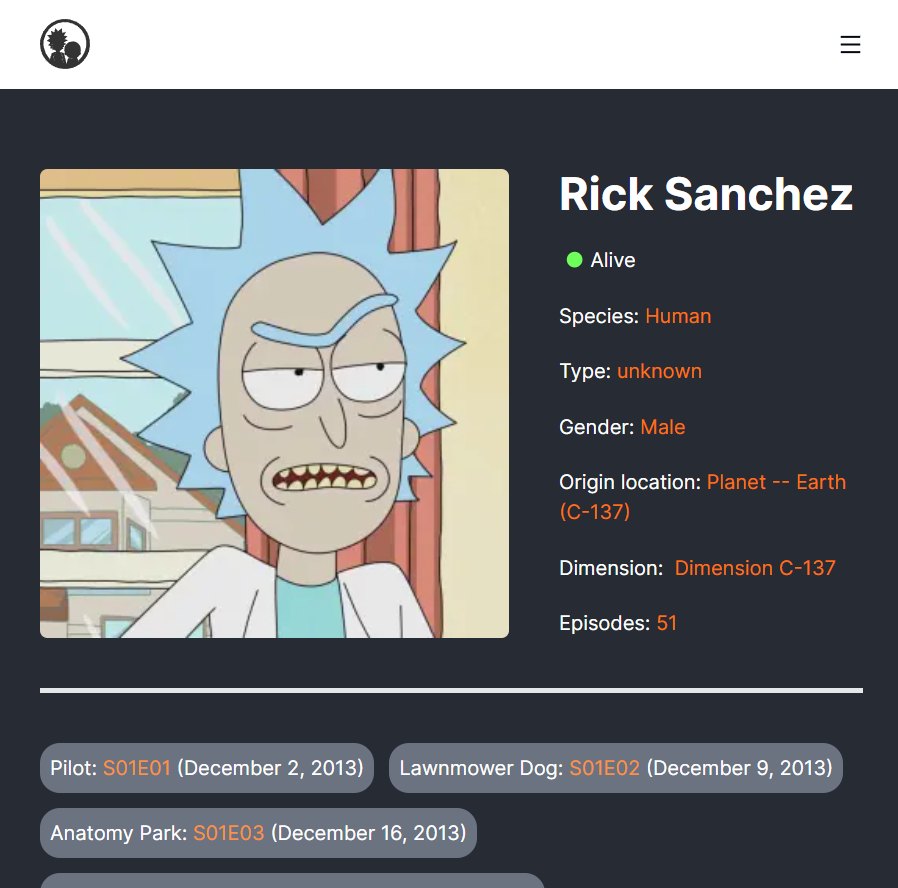 Rick Sanchez
Alive
Species: Human
Type: unknown
Gender: Male
Origin location: Planet -- Earth
(C-137)
Dimension: Dimension C-137
Episodes: 51
Pilot: S01E01 (December 2, 2013)
Lawnmower Dog: S01E02 (December 9, 2013)
Anatomy Park: S01E03 (December 16, 2013)